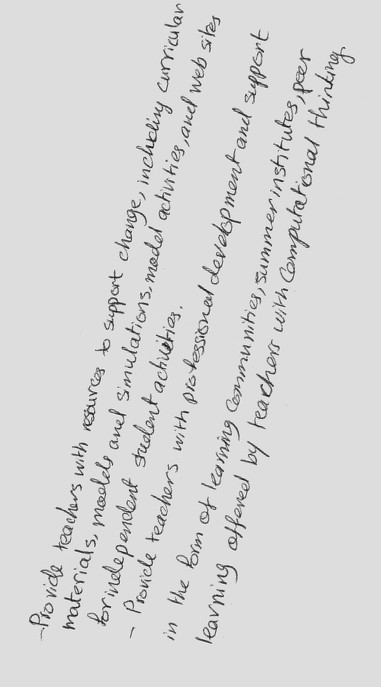 - Provide teachers with resources to support change, including curricular
materials, models and simulations, model activities, and web sites
for independent student activities.
- Provide teachers with professional development and support
in the form of learning communities, summer institutes, peer
learning offered by teachers with Computational thinking